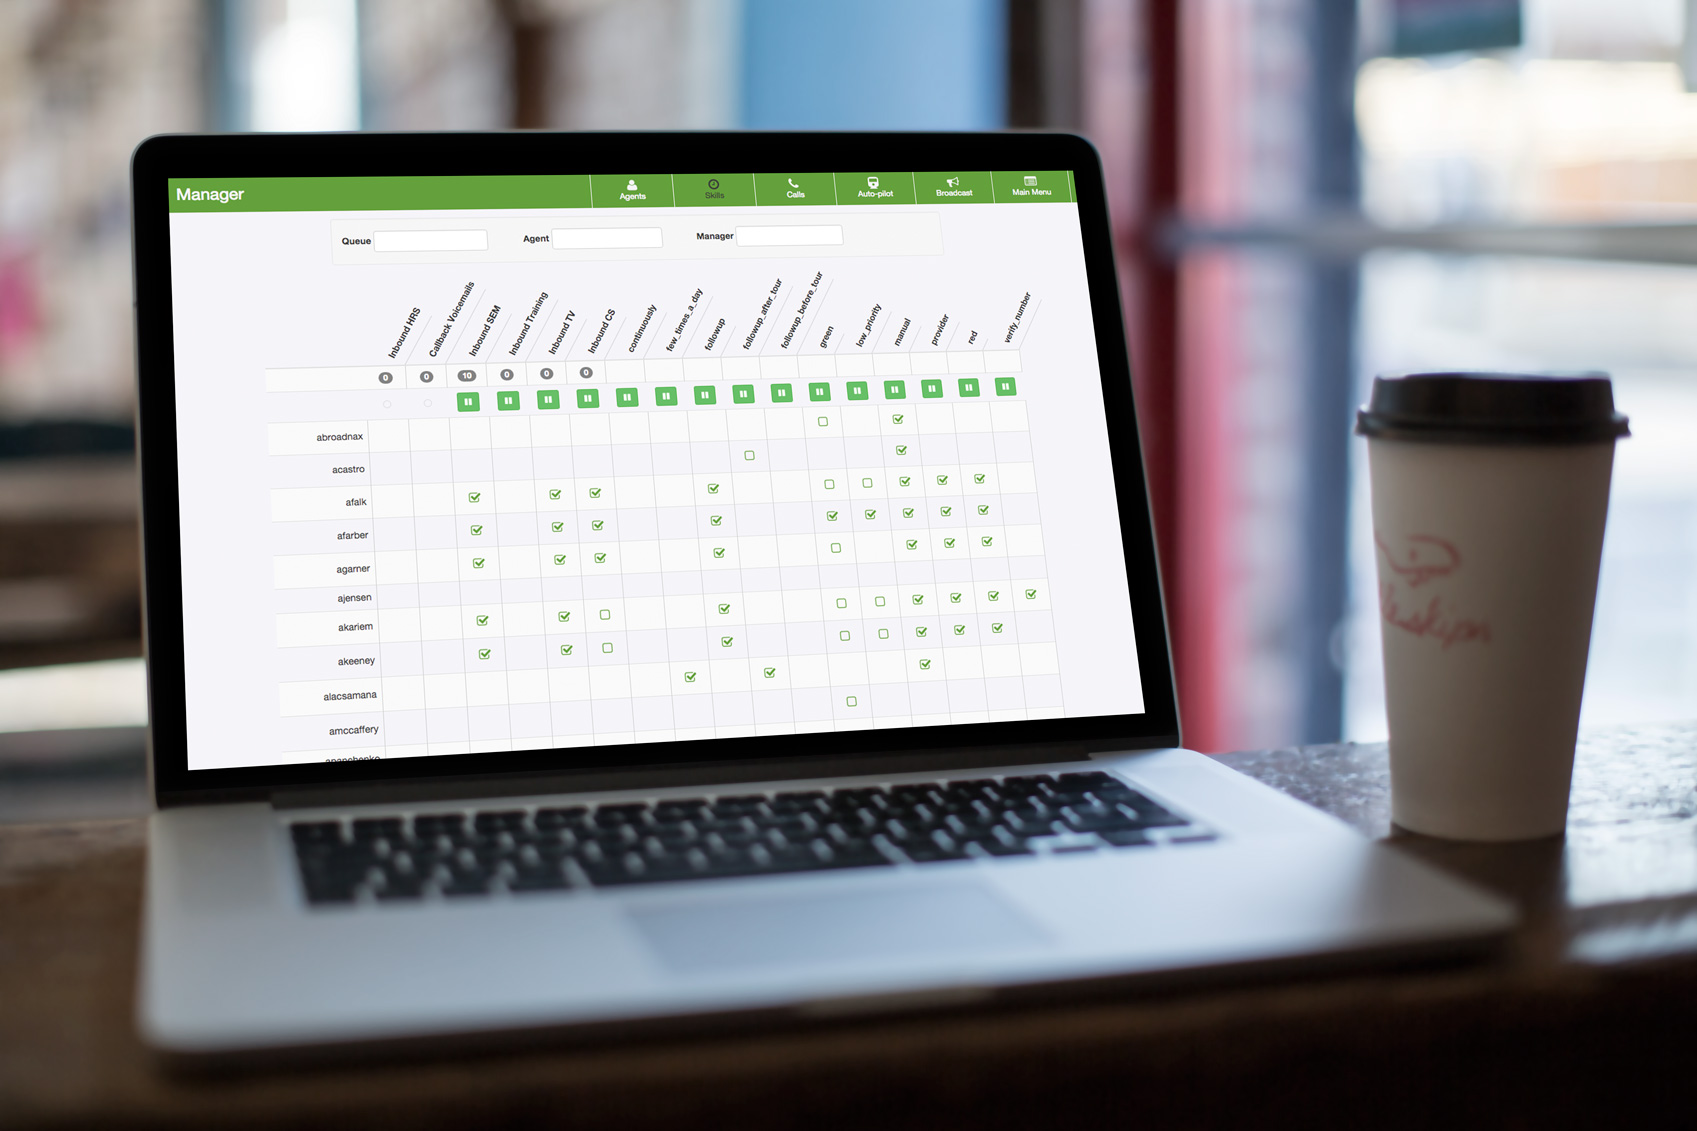 Manager
Agents
Skills
Calls
Auto-pilot
Broadcast
Main Menu
Queue
Agent
Manager
Inbound HRS
Callback Voicemails
Inbound SEM
Inbound Training
Inbound TV
Inbound CS
continuously
few_times_a_day
followup
followup_after_tour
followup_before_tour
green
low_priority
manual
provider
red
verify_number
0 0 10 0 0 0
abroadnax
acastro
afalk
afarber
agarner
ajensen
akariem
akeeney
alacsamana
amccaffery